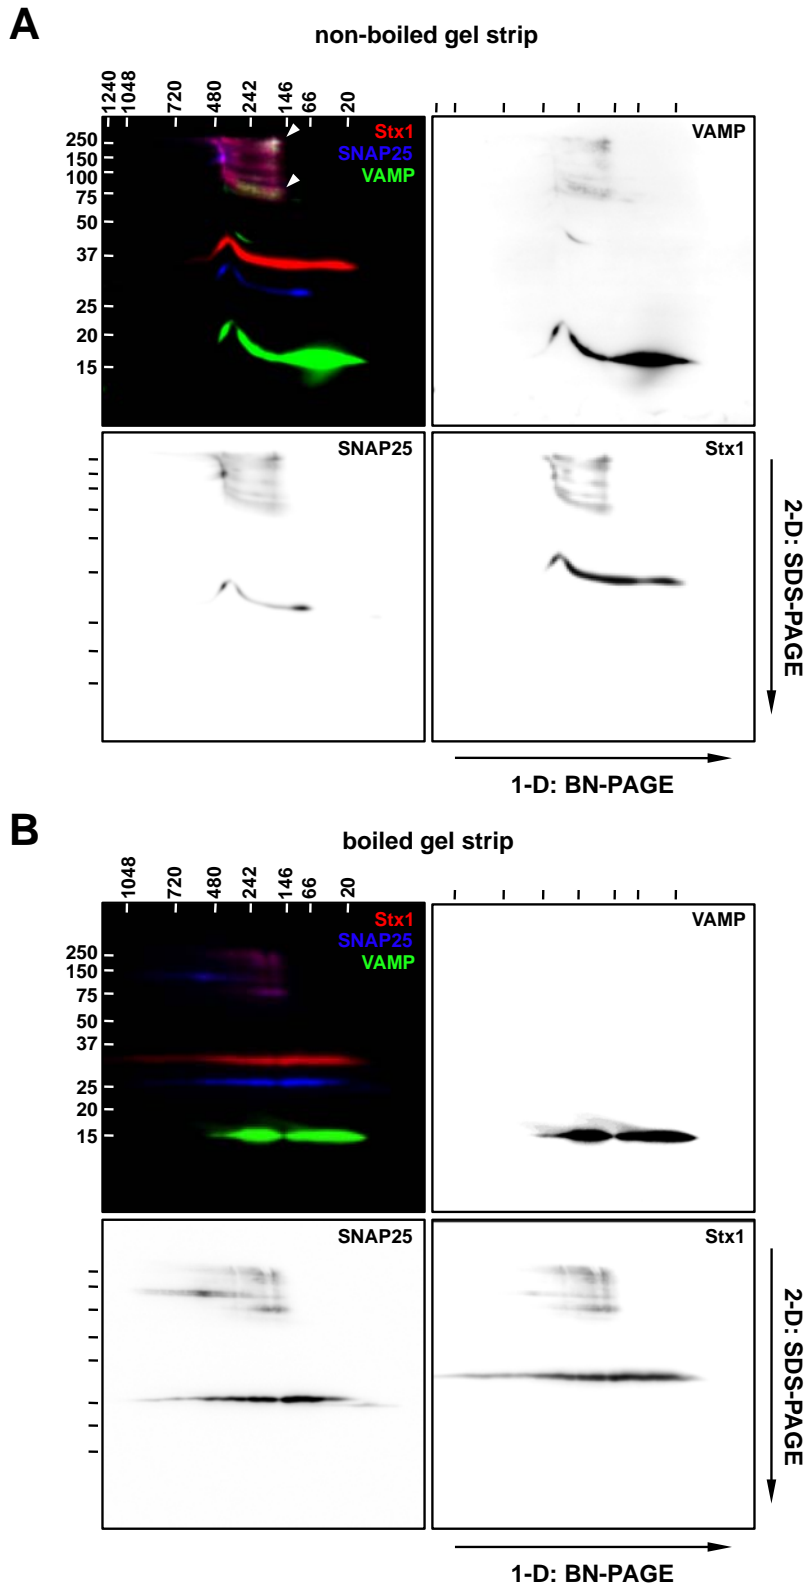 A
non-boiled gel strip
1240 1048 720 480 242 146 66 20
Stx1
SNAP25
VAMP
250
150
100
75
50
37
25
20
15
VAMP
SNAP25
Stx1
2-D: SDS-PAGE
1-D: BN-PAGE
B
boiled gel strip
1048 720 480 242 146 66 20
Stx1
SNAP25
VAMP
250
150
75
50
37
25
20
15
VAMP
SNAP25
Stx1
2-D: SDS-PAGE
1-D: BN-PAGE